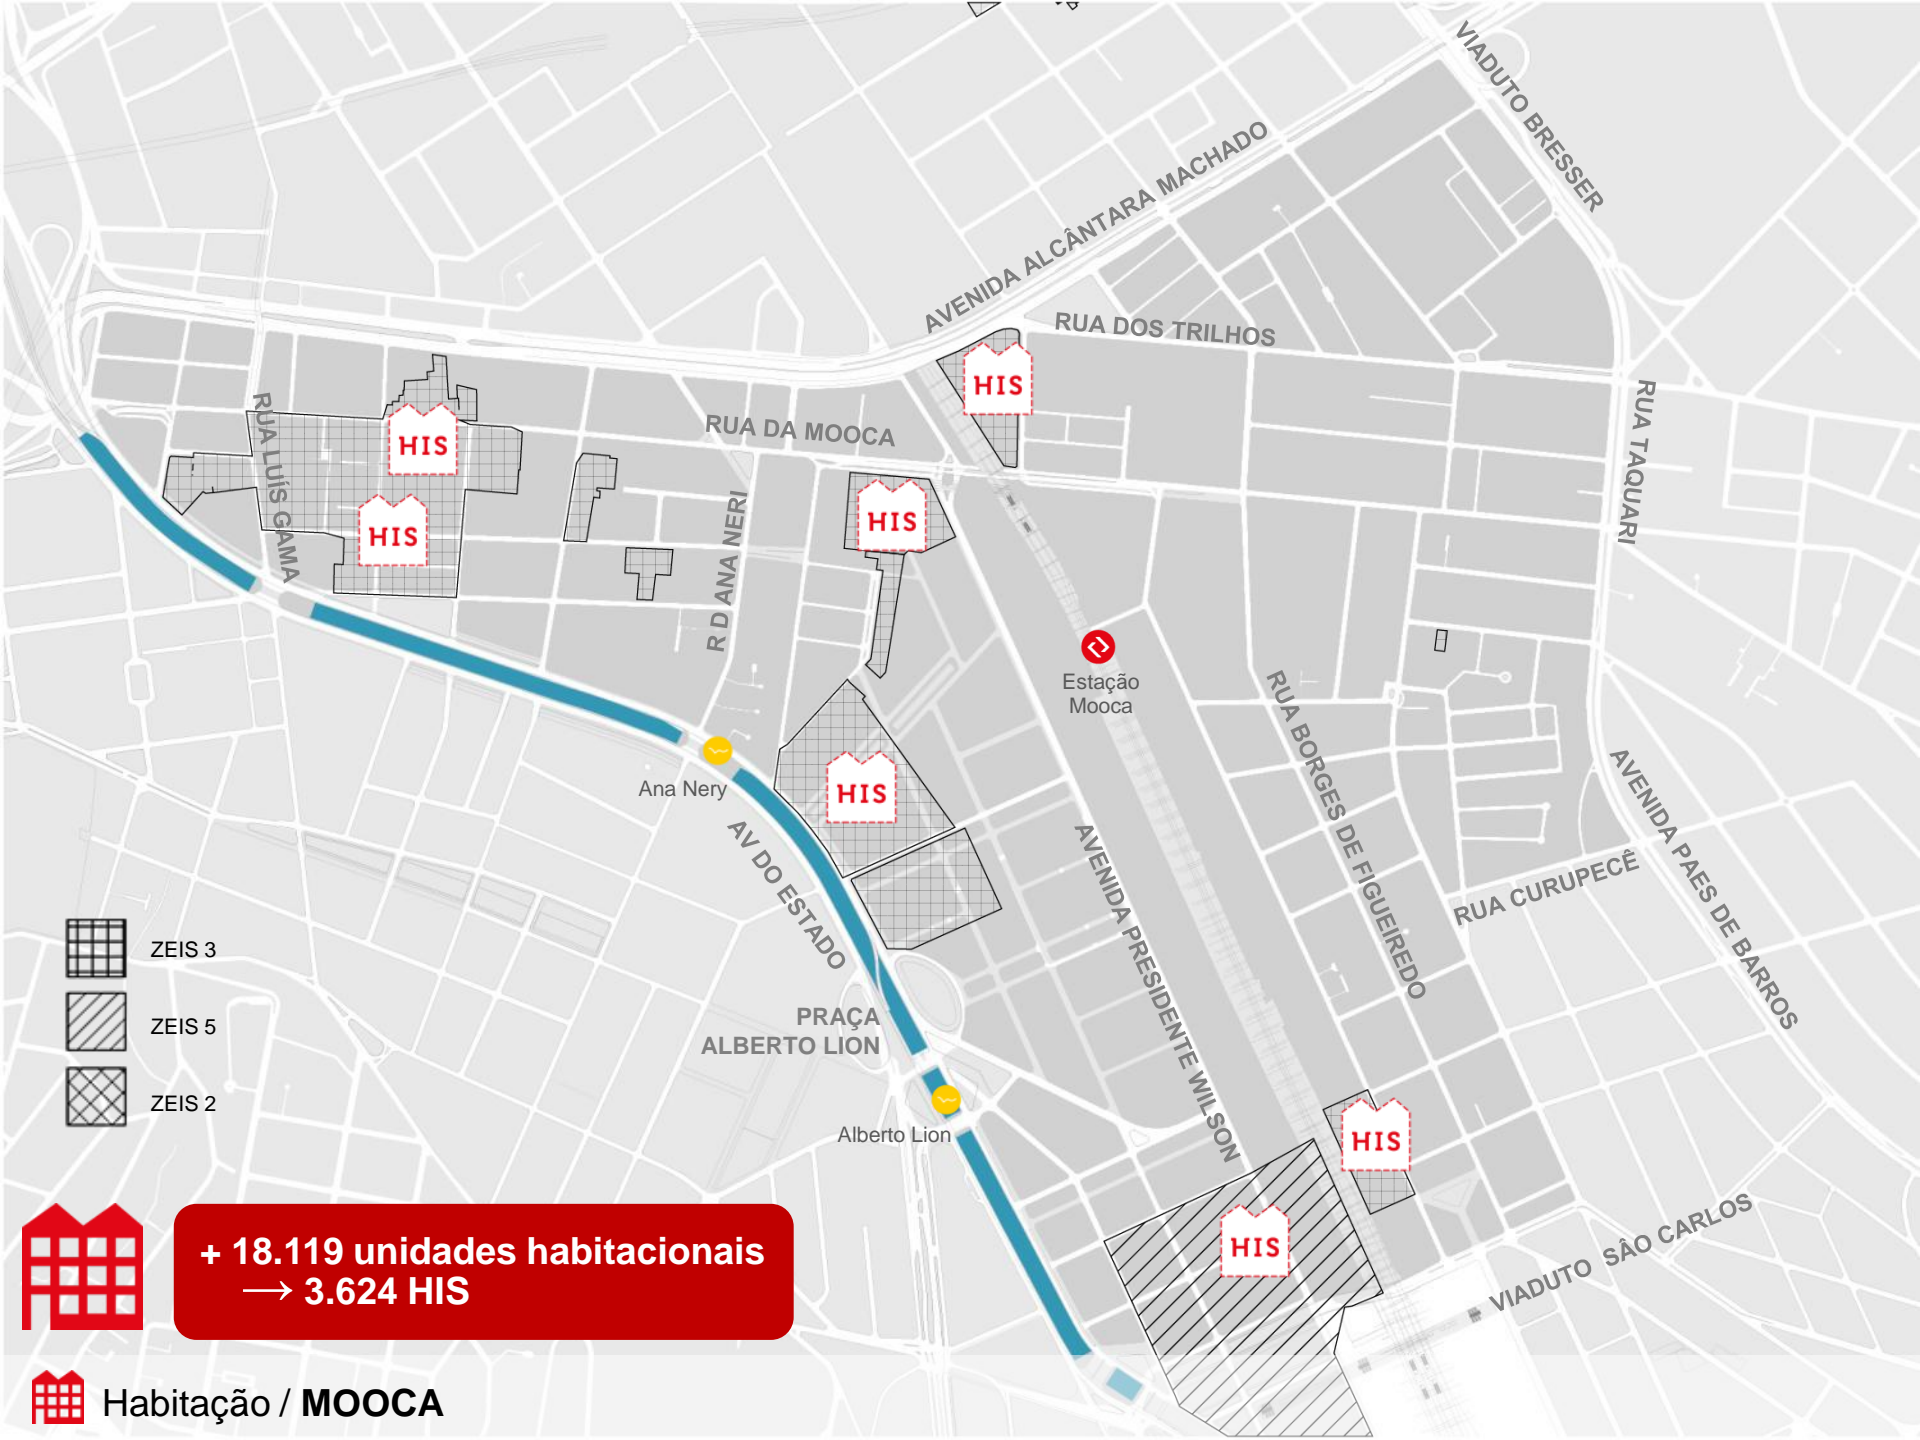 VIADUTO BRESSER
AVENIDA ALCÂNTARA MACHADO
RUA DOS TRILHOS
HIS
RUA TAQUARI
RUA LUÍS GAMA
HIS
RUA DA MOOCA
HIS
HIS
R D ANA NERI
Estação
Mooca
RUA BORGES DE FIGUEIREDO
Ana Nery
HIS
AV DO ESTADO
AVENIDA PRESIDENTE WILSON
AVENIDA PAES DE BARROS
RUA CURUPECÊ
ZEIS 3
ZEIS 5
ZEIS 2
PRAÇA
ALBERTO LION
Alberto Lion
HIS
HIS
VIADUTO SÂO CARLOS
+ 18.119 unidades habitacionais
→ 3.624 HIS
Habitação / MOOCA